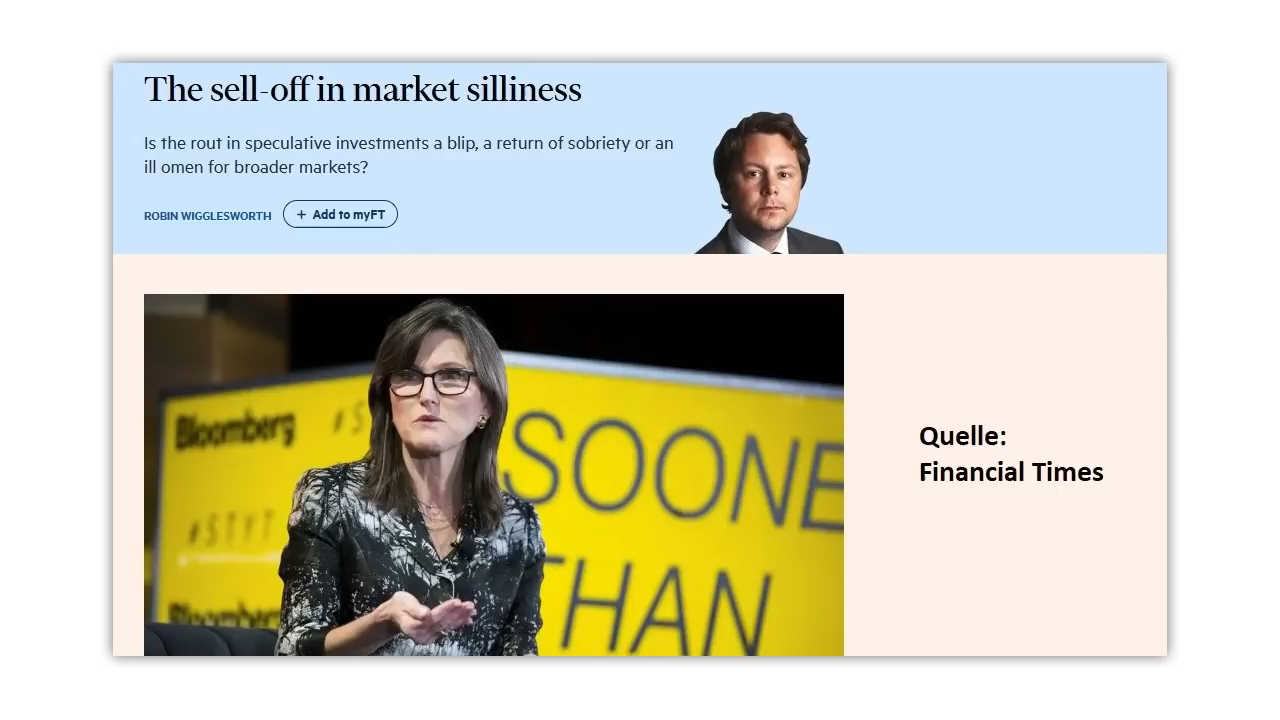 The sell-off in market silliness
Is the rout in speculative investments a blip, a return of sobriety or an
ill omen for broader markets?
ROBIN WIGGLESWORTH + Add to myFT
Bloomberg #S
SOONE
#STYT
THAN
Bloomberg
Quelle:
Financial Times